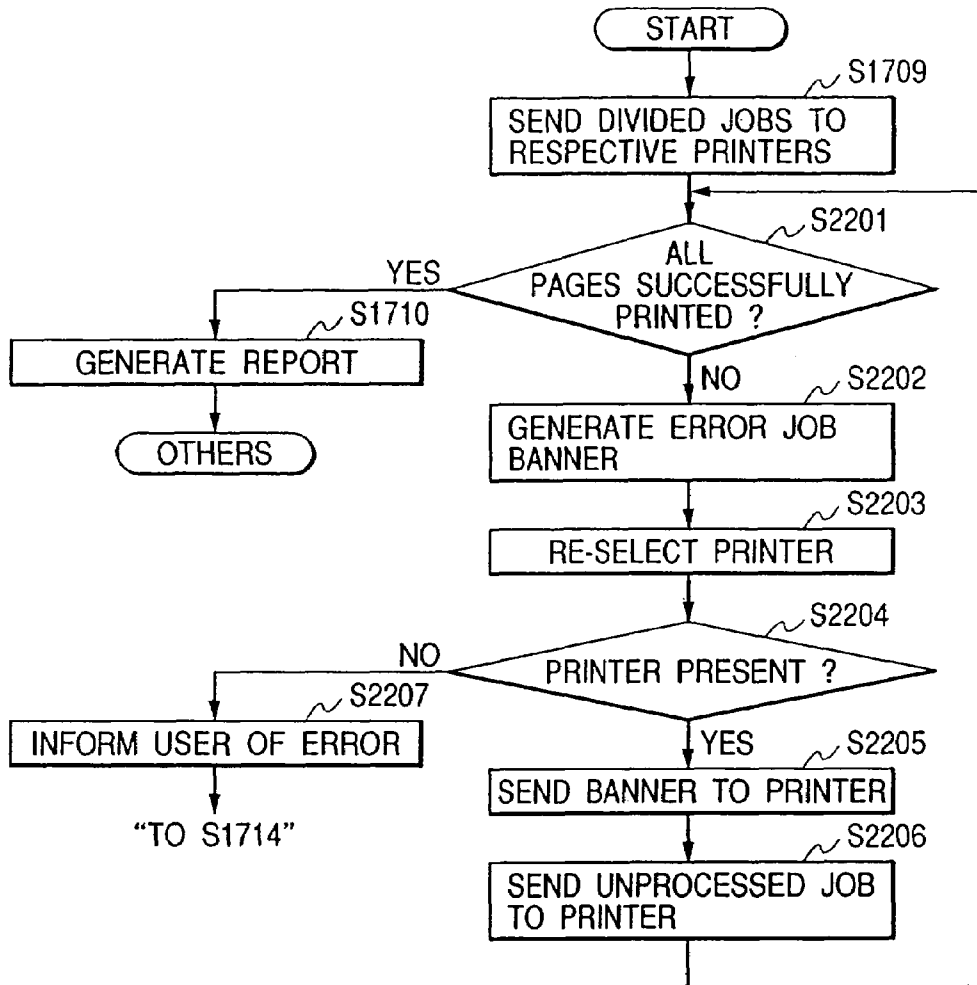 START
S1709
SEND DIVIDED JOBS TO
RESPECTIVE PRINTERS
S2201
ALL
PAGES SUCCESSFULLY
PRINTED ?
YES
S1710
GENERATE REPORT
OTHERS
NO
S2202
GENERATE ERROR JOB
BANNER
S2203
RE-SELECT PRINTER
S2204
PRINTER PRESENT ?
NO
S2207
INFORM USER OF ERROR
“TO S1714”
YES
S2205
SEND BANNER TO PRINTER
S2206
SEND UNPROCESSED JOB
TO PRINTER